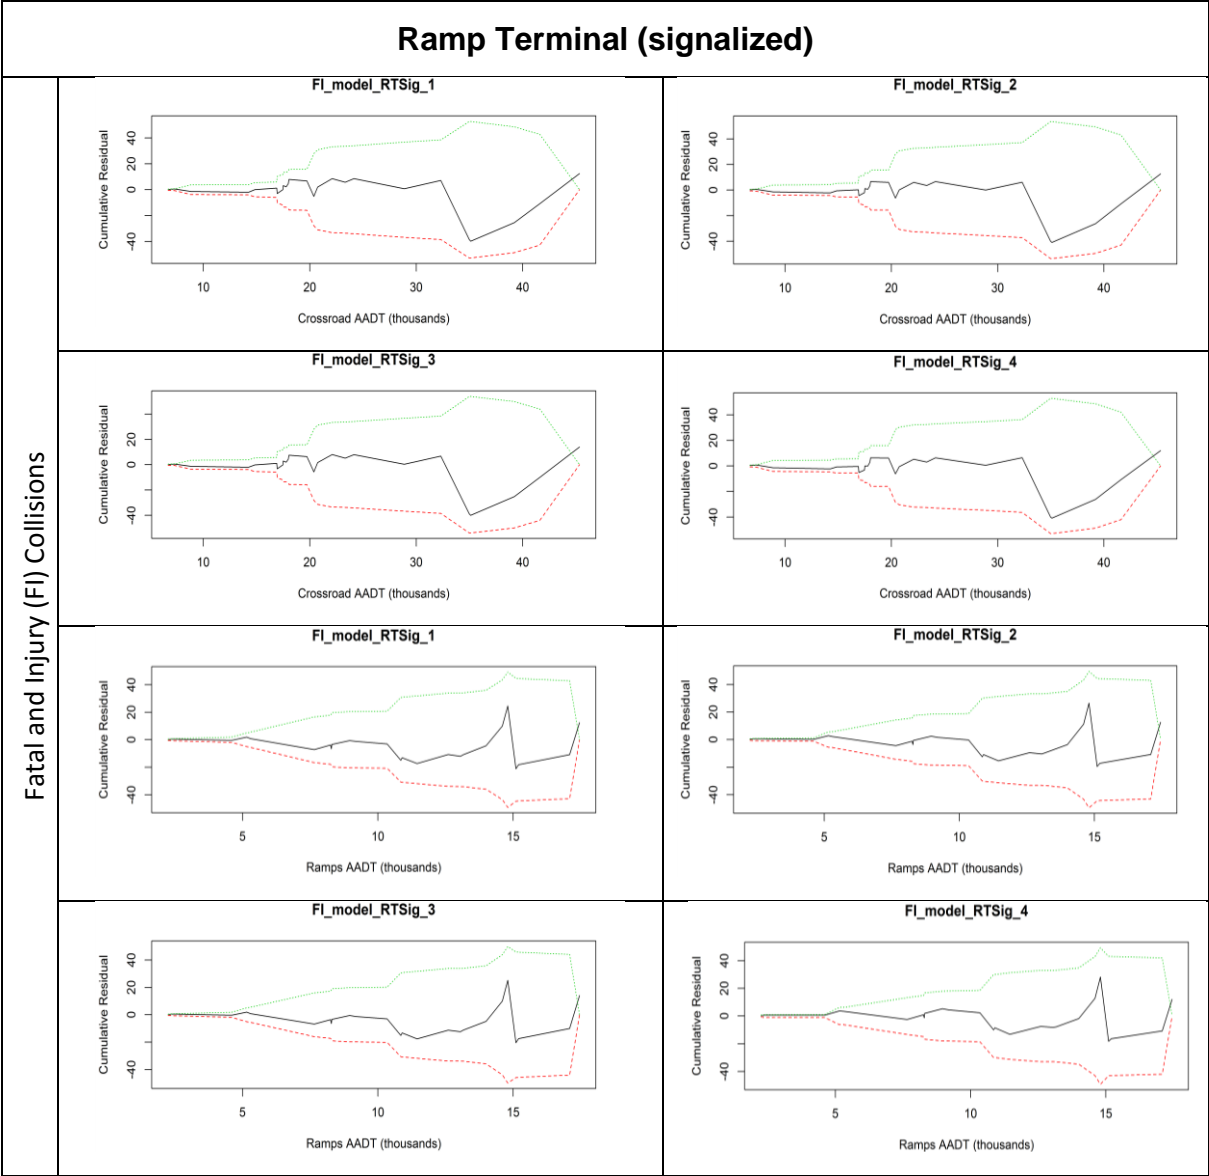 Ramp Terminal (signalized)
Fatal and Injury (FI) Collisions
FI_model_RTSig_1
Cumulative Residual
40
20
0
-40
10
20
30
40
Crossroad AADT (thousands)
FI_model_RTSig_2
Cumulative Residual
40
20
0
-40
10
20
30
40
Crossroad AADT (thousands)
FI_model_RTSig_3
Cumulative Residual
20
0
-40
10
20
30
40
Crossroad AADT (thousands)
FI_model_RTSig_4
Cumulative Residual
40
20
0
-40
10
20
30
40
Crossroad AADT (thousands)
FI_model_RTSig_1
Cumulative Residual
40
20
0
-40
5
10
15
Ramps AADT (thousands)
FI_model_RTSig_2
Cumulative Residual
40
20
0
-40
5
10
15
Ramps AADT (thousands)
FI_model_RTSig_3
Cumulative Residual
40
20
0
-40
5
10
15
Ramps AADT (thousands)
FI_model_RTSig_4
Cumulative Residual
40
20
0
-40
5
10
15
Ramps AADT (thousands)